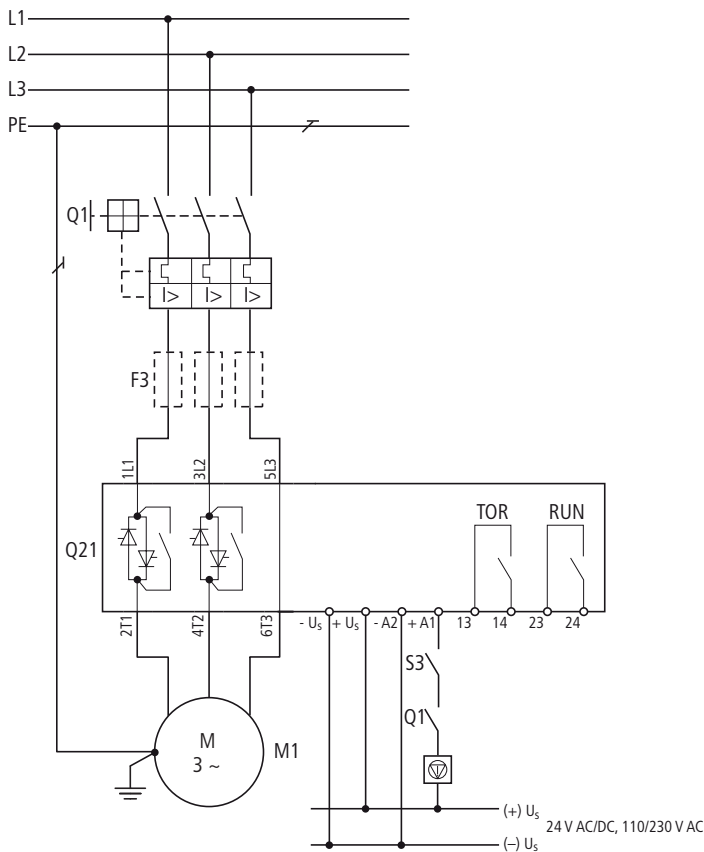 L1
L2
L3
PE
Q1
I> I> I>
F3
1L1 3L2 5L3
TOR RUN
Q21
2T1 4T2 6T3
- Us + Us - A2 + A1 13 14 23 24
S3
Q1
M
3 ~
M1
(+) Us
24 V AC/DC, 110/230 V AC
(–) Us